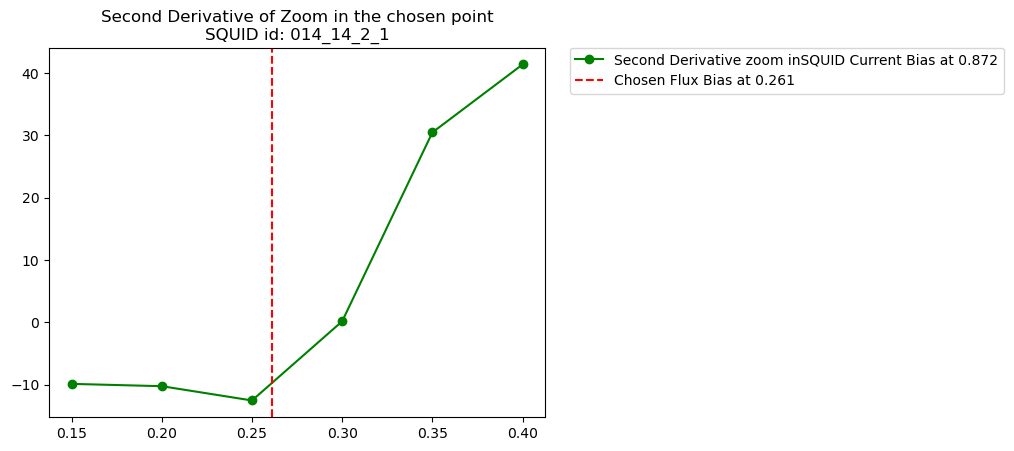 Second Derivative of Zoom in the chosen point
SQUID id: 014_14_2_1
Second Derivative zoom inSQUID Current Bias at 0.872
Chosen Flux Bias at 0.261
40
30
20
10
0
−10
0.15 0.20 0.25 0.30 0.35 0.40